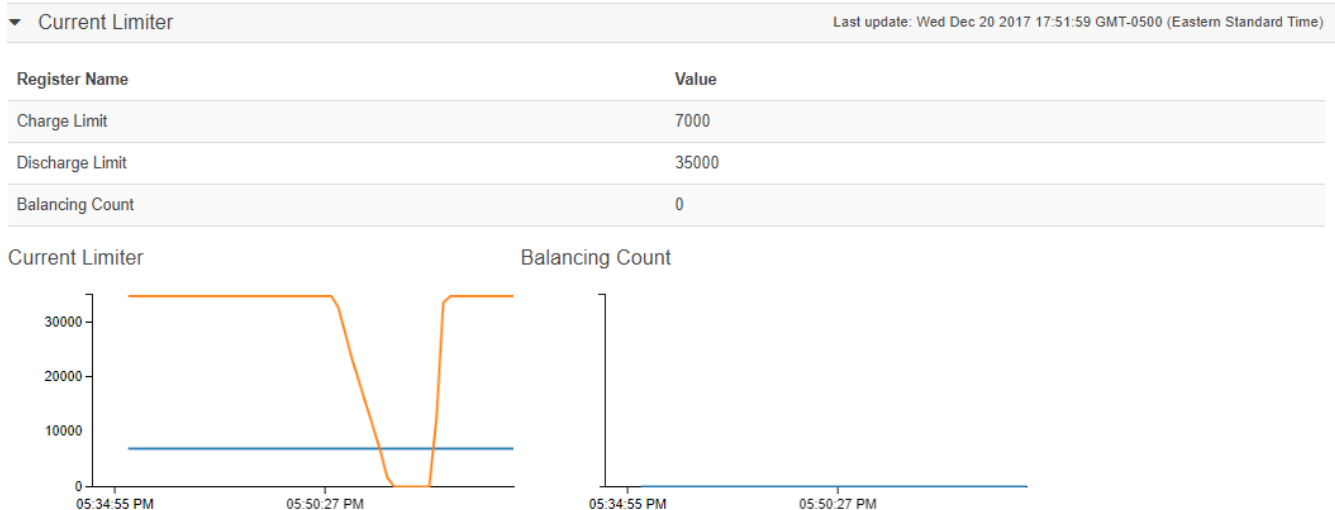 Current Limiter Last update: Wed Dec 20 2017 17:51:59 GMT-0500 (Eastern Standard Time)
Register Name Value
Charge Limit 7000
Discharge Limit 35000
Balancing Count 0
Current Limiter Balancing Count
30000
20000
10000
0
05:34:55 PM 05:50:27 PM 05:34:55 PM 05:50:27 PM